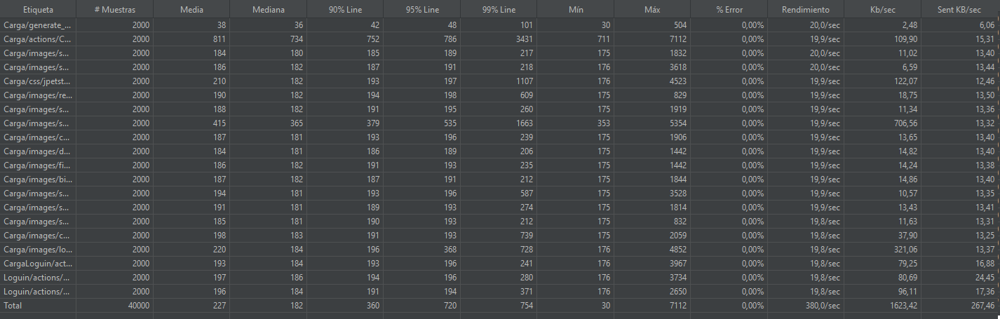 Etiqueta # Muestras Media Mediana 90% Line 95% Line 99% Line Mín Máx % Error Rendimiento Kb/sec Sent KB/sec
Carga/generate_... 2000 38 36 42 48 101 30 504 0,00% 20,0/sec 2,48 6,06
Carga/actions/C... 2000 811 734 752 786 3431 711 7112 0,00% 19,9/sec 109,90 15,31
Carga/images/s... 2000 184 180 185 189 217 175 1832 0,00% 20,0/sec 11,02 13,40
Carga/images/s... 2000 186 182 187 191 218 176 3618 0,00% 20,0/sec 6,59 13,44
Carga/css/jpetst... 2000 210 182 193 197 1107 176 4523 0,00% 19,9/sec 122,07 12,46
Carga/images/re... 2000 190 182 194 198 609 175 829 0,00% 19,9/sec 18,75 13,50
Carga/images/s... 2000 188 182 191 195 260 175 1919 0,00% 19,9/sec 11,34 13,36
Carga/images/s... 2000 415 365 379 535 1663 353 5354 0,00% 19,9/sec 706,56 13,32
Carga/images/c... 2000 187 181 193 196 239 175 1906 0,00% 19,9/sec 13,65 13,40
Carga/images/d... 2000 184 181 186 189 206 175 1442 0,00% 19,9/sec 14,82 13,40
Carga/images/fi... 2000 186 182 191 193 235 175 1442 0,00% 19,9/sec 14,24 13,38
Carga/images/bi... 2000 187 182 187 191 212 175 1844 0,00% 19,9/sec 14,86 13,40
Carga/images/s... 2000 194 181 193 196 587 175 3528 0,00% 19,9/sec 10,57 13,35
Carga/images/s... 2000 191 181 189 193 274 175 1814 0,00% 19,9/sec 13,43 13,41
Carga/images/s... 2000 185 181 190 193 212 175 832 0,00% 19,8/sec 11,63 13,31
Carga/images/c... 2000 198 183 191 193 739 175 2059 0,00% 19,8/sec 37,90 13,25
Carga/images/lo... 2000 220 184 196 368 728 176 4852 0,00% 19,8/sec 321,06 13,37
CargaLoguin/act... 2000 193 184 193 196 241 176 3967 0,00% 19,8/sec 79,25 16,88
Loguin/actions/... 2000 197 186 194 196 280 176 3734 0,00% 19,8/sec 80,69 24,45
Loguin/actions/... 2000 196 184 191 194 371 176 2650 0,00% 19,8/sec 96,11 17,36
Total 40000 227 182 360 720 754 30 7112 0,00% 380,0/sec 1623,42 267,46